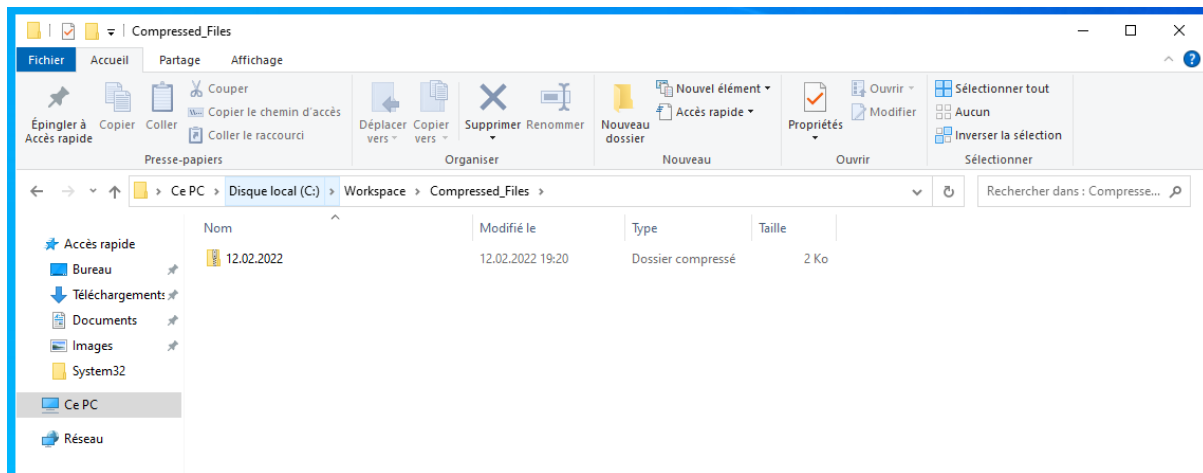 Compressed_Files
Fichier Accueil Partage Affichage
Épingler à Accès rapide
Copier
Coller
Couper
Copier le chemin d'accès
Coller le raccourci
Presse-papiers
Déplacer vers
Copier vers
Supprimer
Renommer
Organiser
Nouveau dossier
Nouvel élément
Accès rapide
Nouveau
Propriétés
Ouvrir
Modifier
Ouvrir
Sélectionner tout
Aucun
Inverser la sélection
Sélectionner
Ce PC > Disque local (C:) > Workspace > Compressed_Files >
Rechercher dans : Compresse...
Nom Modifié le Type Taille
12.02.2022 12.02.2022 19:20 Dossier compressé 2 Ko
Accès rapide
Bureau
Téléchargements
Documents
Images
System32
Ce PC
Réseau